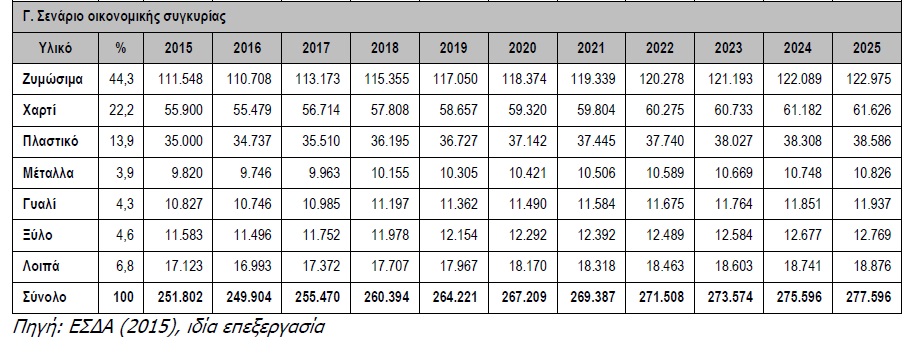 Γ. Σενάριο οικονομικής συγκυρίας
Υλικό % 2015 2016 2017 2018 2019 2020 2021 2022 2023 2024 2025
Ζυμώσιμα 44,3 111.548 110.708 113.173 115.355 117.050 118.374 119.339 120.278 121.193 122.089 122.975
Χαρτί 22,2 55.900 55.479 56.714 57.808 58.657 59.320 59.804 60.275 60.733 61.182 61.626
Πλαστικό 13,9 35.000 34.737 35.510 36.195 36.727 37.142 37.445 37.740 38.027 38.308 38.586
Μέταλλα 3,9 9.820 9.746 9.963 10.155 10.305 10.421 10.506 10.589 10.669 10.748 10.826
Γυαλί 4,3 10.827 10.746 10.985 11.197 11.362 11.490 11.584 11.675 11.764 11.851 11.937
Ξύλο 4,6 11.583 11.496 11.752 11.978 12.154 12.292 12.392 12.489 12.584 12.677 12.769
Λοιπά 6,8 17.123 16.993 17.372 17.707 17.967 18.170 18.318 18.463 18.603 18.741 18.876
Σύνολο 100 251.802 249.904 255.470 260.394 264.221 267.209 269.387 271.508 273.574 275.596 277.596
Πηγή: ΕΣΔΑ (2015), ιδία επεξεργασία